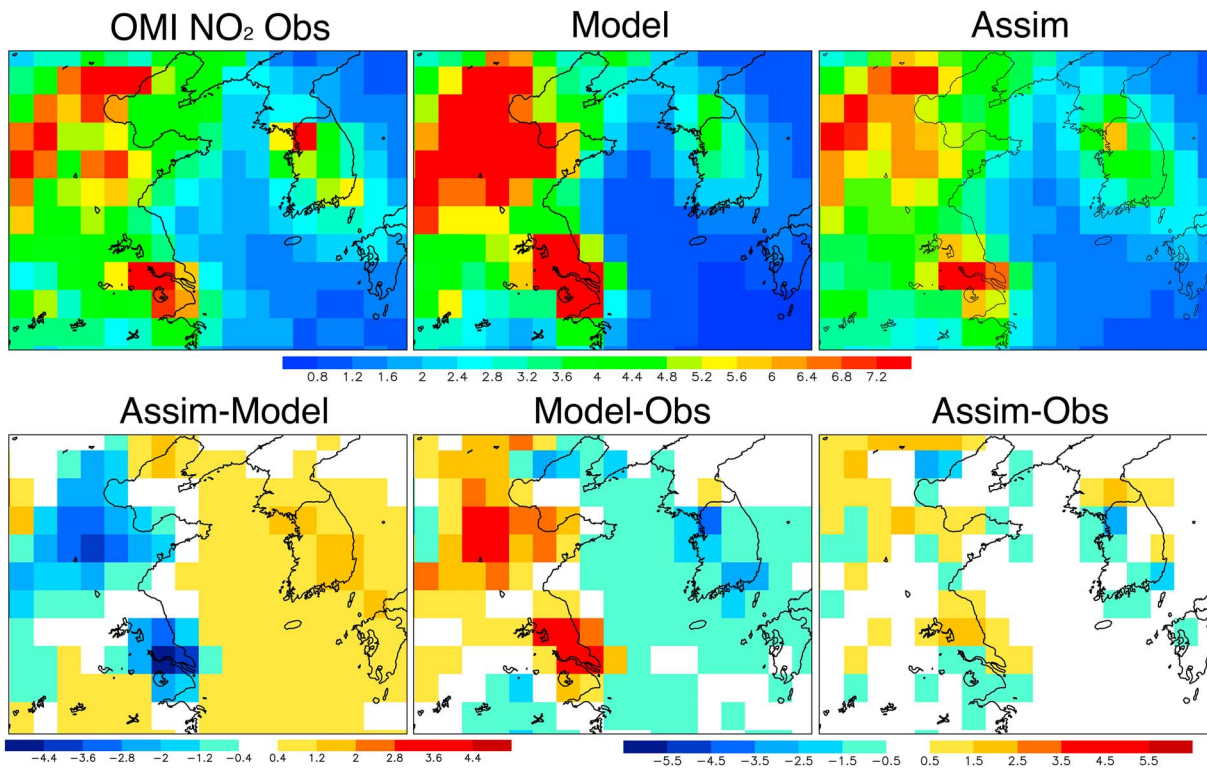 OMI NO₂ Obs
Model
Assim
0.8 1.2 1.6 2 2.4 2.8 3.2 3.6 4 4.4 4.8 5.2 5.6 6 6.4 6.8 7.2
Assim-Model
Model-Obs
Assim-Obs
-4.4 -3.6 -2.8 -2 -1.2 -0.4 0.4 1.2 2 2.8 3.6 4.4
-5.5 -4.5 -3.5 -2.5 -1.5 -0.5 0.5 1.5 2.5 3.5 4.5 5.5